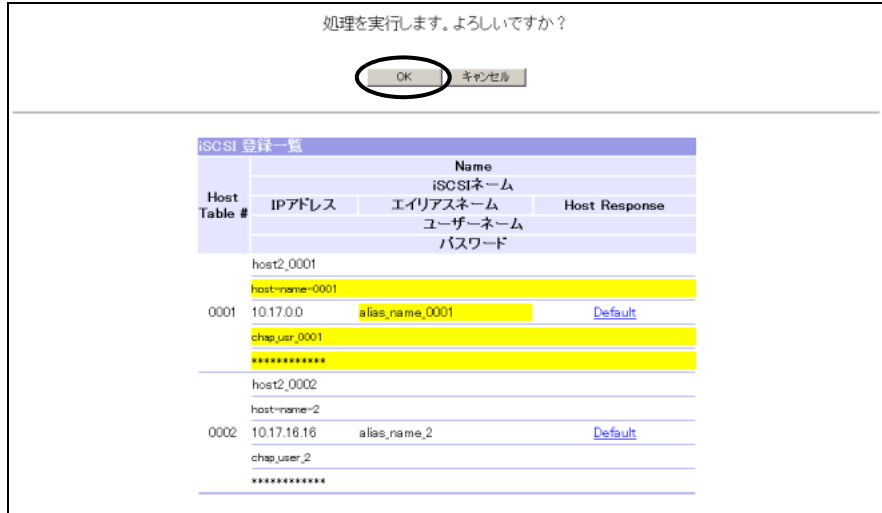 処理を実行します。よろしいですか？
OK キャンセル
iSCSI 登録一覧
Host Table #
Name
iSCSIネーム
IPアドレス エイリアスネーム Host Response
ユーザーネーム
パスワード
host2_0001
host-name-0001
0001 10.17.0.0 alias_name_0001 Default
chap_usr_0001
************
host2_0002
host-name-2
0002 10.17.16.16 alias_name_2 Default
chap_user_2
************